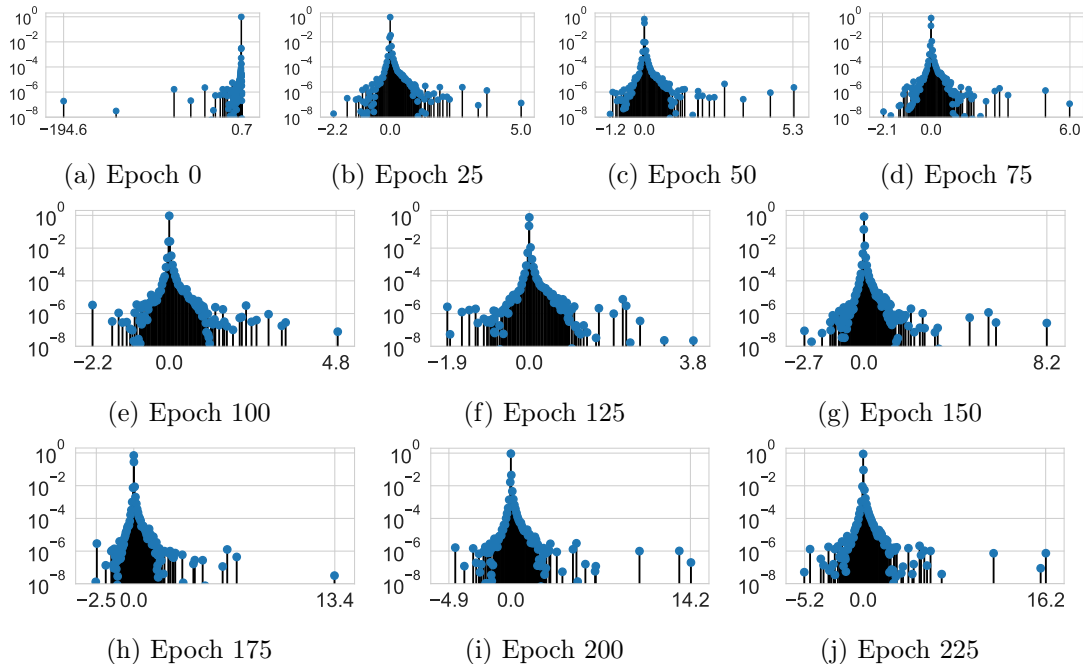 10^0
10^−2
10^−4
10^−6
10^−8
−194.6 0.7
(a) Epoch 0
10^0
10^−2
10^−4
10^−6
10^−8
−2.2 0.0 5.0
(b) Epoch 25
10^0
10^−2
10^−4
10^−6
10^−8
−1.2 0.0 5.3
(c) Epoch 50
10^0
10^−2
10^−4
10^−6
10^−8
−2.1 0.0 6.0
(d) Epoch 75
10^0
10^−2
10^−4
10^−6
10^−8
−2.2 0.0 4.8
(e) Epoch 100
10^0
10^−2
10^−4
10^−6
10^−8
−1.9 0.0 3.8
(f) Epoch 125
10^0
10^−2
10^−4
10^−6
10^−8
−2.7 0.0 8.2
(g) Epoch 150
10^0
10^−2
10^−4
10^−6
10^−8
−2.5 0.0 13.4
(h) Epoch 175
10^0
10^−2
10^−4
10^−6
10^−8
−4.9 0.0 14.2
(i) Epoch 200
10^0
10^−2
10^−4
10^−6
10^−8
−5.2 0.0 16.2
(j) Epoch 225